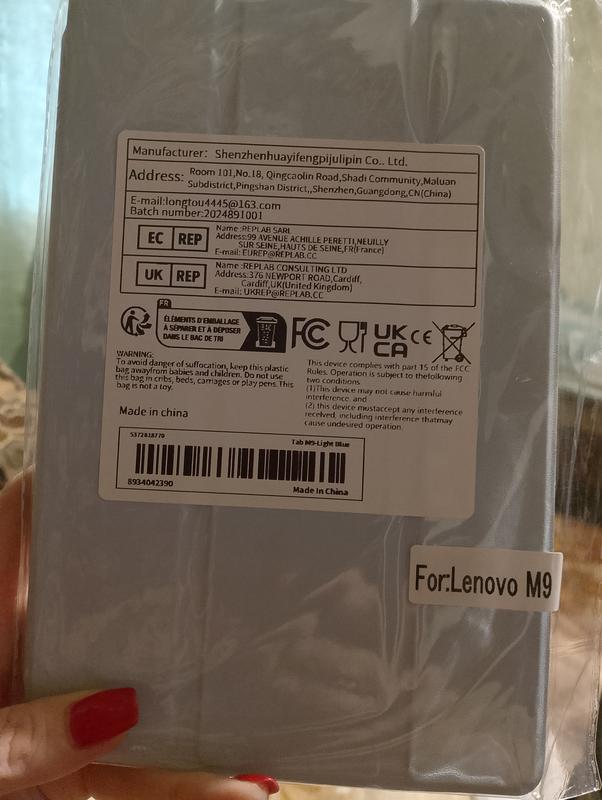 Manufacturer: Shenzhenhuayifengpijulipin Co.. Ltd.
Address: Room 101,No.18, Qingcaolin Road,Shadi Community,Maluan
Subdistrict,Pingshan District,,Shenzhen,Guangdong,CN(China)
E-mail:longtou4445@163.com
Batch number:2024891001
EC REP
Name :REPLAB SARL
Address:99 AVENUE ACHILLE PERETTI,NEUILLY
SUR SEINE,HAUTS DE SEINE,FR(France)
E-mail: EUREP@REPLAB.CC
UK REP
Name :REPLAB CONSULTING LTD
Address:376 NEWPORT ROAD,Cardiff,
Cardiff,UK(United Kingdom)
E-mail: UKREP@REPLAB.CC
FR
ÉLÉMENTS D'EMBALLAGE
À SÉPARER ET À DÉPOSER
DANS LE BAC DE TRI
BAC DE TRI
FC
UK
CA
CE
WARNING:
To avoid danger of suffocation, keep this plastic
bag awayfrom babies and children. Do not use
this bag in cribs, beds, carriages or play pens. This
bag is not a toy.
This device complies with part 15 of the FCC
Rules. Operation is subject to thefollowing
two conditions
(1)This device may not cause harmful
interference, and
(2) this device mustaccept any interference
received, including interference thatmay
cause undesired operation.
Made in china
5372818770
Tab M9-Light Blue
8934042390
Made In China
For:Lenovo M9